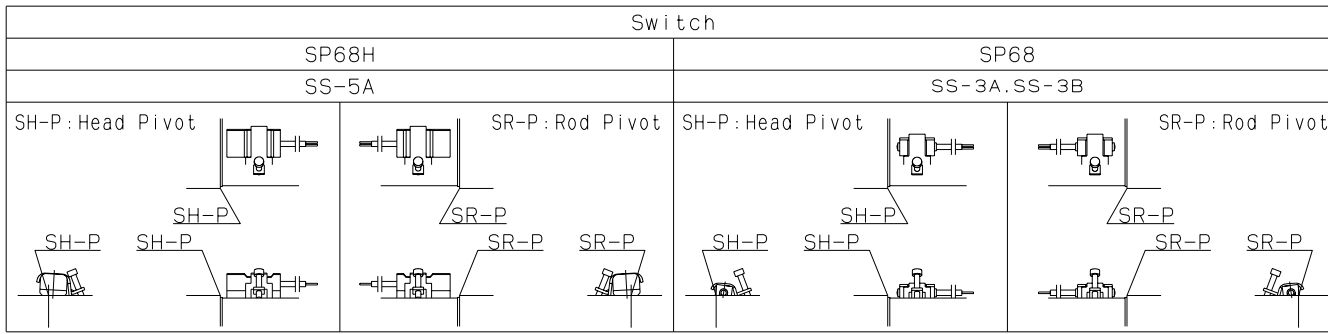 Switch
SP68H SP68
SS-5A SS-3A.SS-3B
SH-P:Head Pivot SR-P:Rod Pivot SH-P:Head Pivot SR-P:Rod Pivot
SH-P SR-P SH-P SR-P
SH-P SH-P SR-P SR-P SH-P SH-P SR-P SR-P